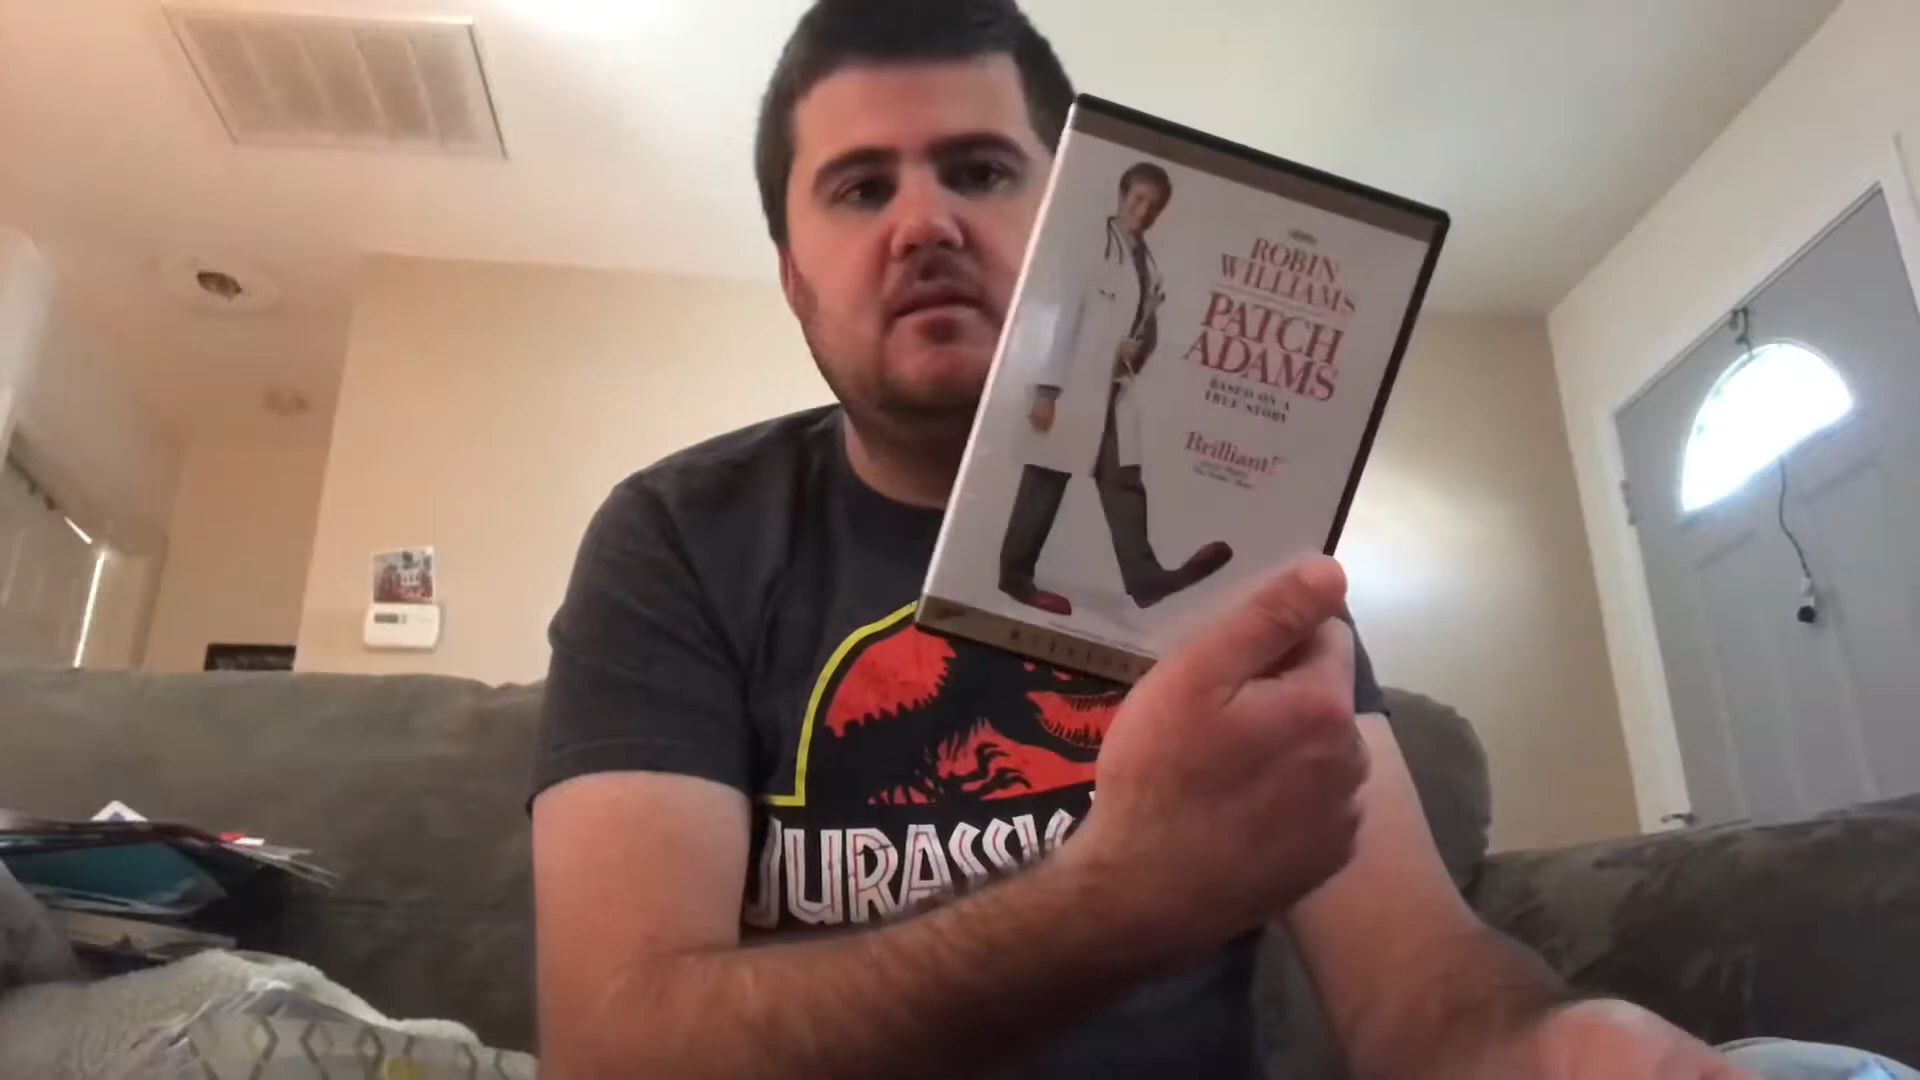 ROBIN
WILLIAMS
PATCH
ADAMS
BASED ON A
TRUE STORY
"Brilliant!"
JURASSIC